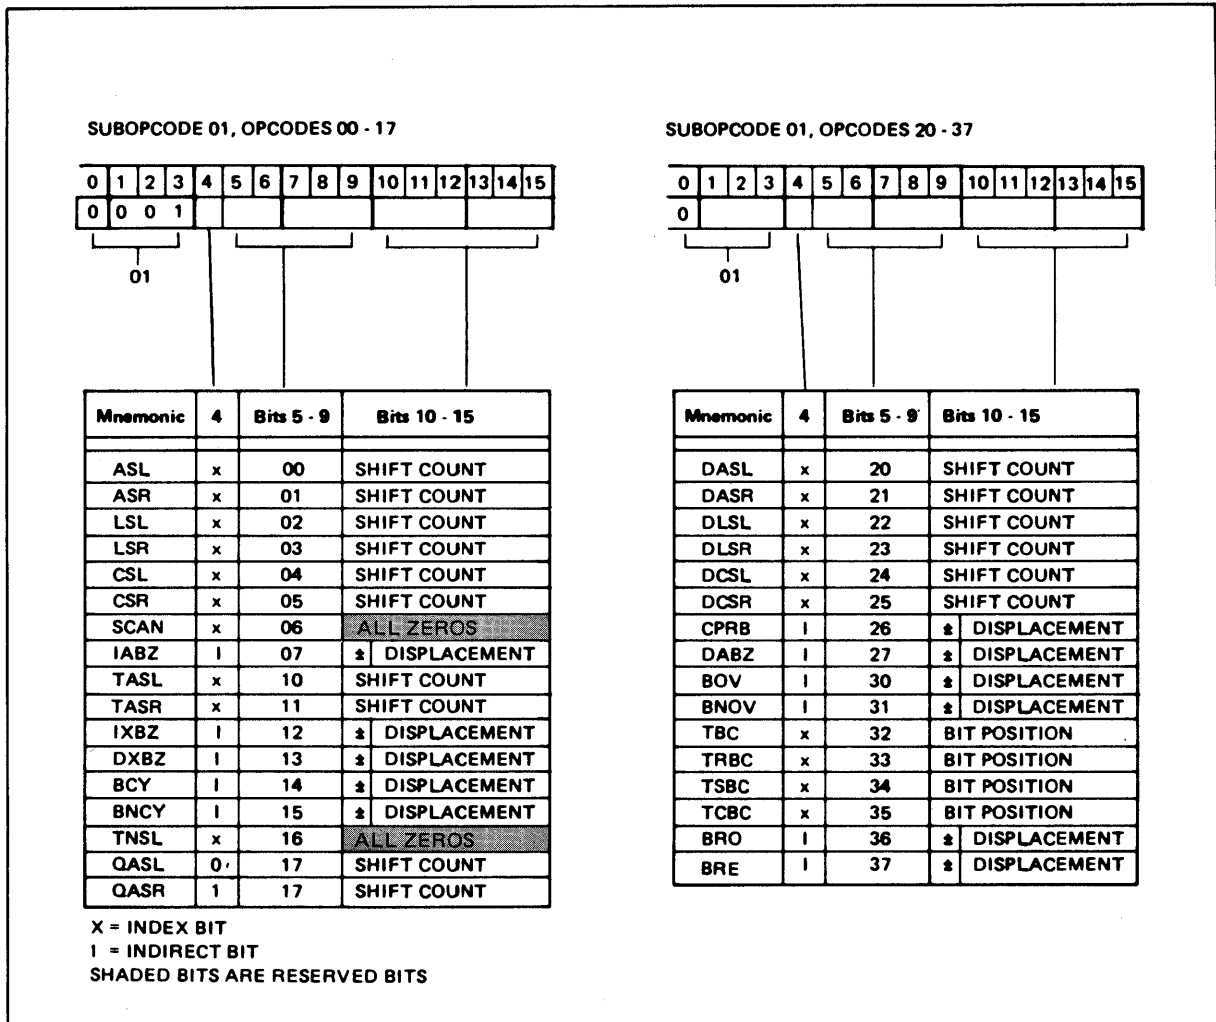 SUBOPCODE 01, OPCODES 00 - 17
0 1 2 3 4 5 6 7 8 9 10 11 12 13 14 15
0 0 0 1
01
Mnemonic 4 Bits 5 - 9 Bits 10 - 15
ASL x 00 SHIFT COUNT
ASR x 01 SHIFT COUNT
LSL x 02 SHIFT COUNT
LSR x 03 SHIFT COUNT
CSL x 04 SHIFT COUNT
CSR x 05 SHIFT COUNT
SCAN x 06 ALL ZEROS
IABZ I 07 ± DISPLACEMENT
TASL x 10 SHIFT COUNT
TASR x 11 SHIFT COUNT
IXBZ I 12 ± DISPLACEMENT
DXBZ I 13 ± DISPLACEMENT
BCY I 14 ± DISPLACEMENT
BNCY I 15 ± DISPLACEMENT
TNSL x 16 ALL ZEROS
QASL 0 17 SHIFT COUNT
QASR 1 17 SHIFT COUNT
X = INDEX BIT
I = INDIRECT BIT
SHADED BITS ARE RESERVED BITS
SUBOPCODE 01, OPCODES 20 - 37
0 1 2 3 4 5 6 7 8 9 10 11 12 13 14 15
0
01
Mnemonic 4 Bits 5 - 9 Bits 10 - 15
DASL x 20 SHIFT COUNT
DASR x 21 SHIFT COUNT
DLSL x 22 SHIFT COUNT
DLSR x 23 SHIFT COUNT
DCSL x 24 SHIFT COUNT
DCSR x 25 SHIFT COUNT
CPRB I 26 ± DISPLACEMENT
DABZ I 27 ± DISPLACEMENT
BOV I 30 ± DISPLACEMENT
BNOV I 31 ± DISPLACEMENT
TBC x 32 BIT POSITION
TRBC x 33 BIT POSITION
TSBC x 34 BIT POSITION
TCBC x 35 BIT POSITION
BRO I 36 ± DISPLACEMENT
BRE I 37 ± DISPLACEMENT